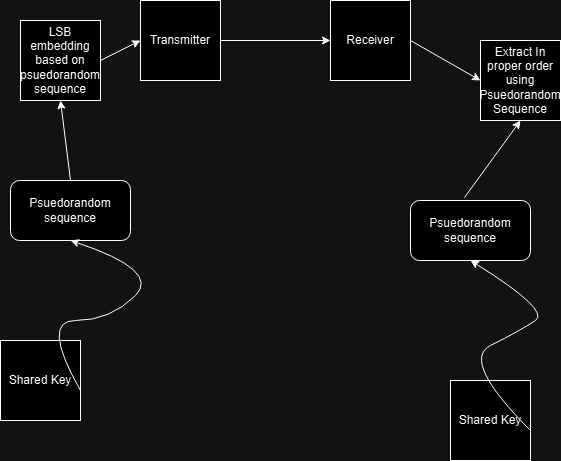 LSB
embedding
based on
psuedorandom
sequence
Transmitter
Receiver
Extract In
proper order
using
Psuedorandom
Sequence
Psuedorandom
sequence
Psuedorandom
sequence
Shared Key
Shared Key